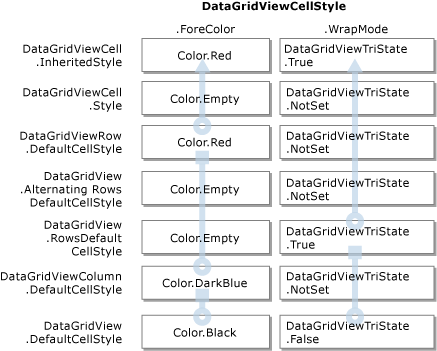 DataGridViewCellStyle
.ForeColor
.WrapMode
DataGridViewCell
.InheritedStyle
Color.Red
DataGridViewTriState
.True
DataGridViewCell
.Style
Color.Empty
DataGridViewTriState
.NotSet
DataGridViewRow
.DefaultCellStyle
Color.Red
DataGridViewTriState
.NotSet
DataGridView
.Alternating Rows
DefaultCellStyle
Color.Empty
DataGridViewTriState
.NotSet
DataGridView
.RowsDefault
CellStyle
Color.Empty
DataGridViewTriState
.True
DataGridViewColumn
.DefaultCellStyle
Color.DarkBlue
DataGridViewTriState
.NotSet
DataGridView
.DefaultCellStyle
Color.Black
DataGridViewTriState
.False